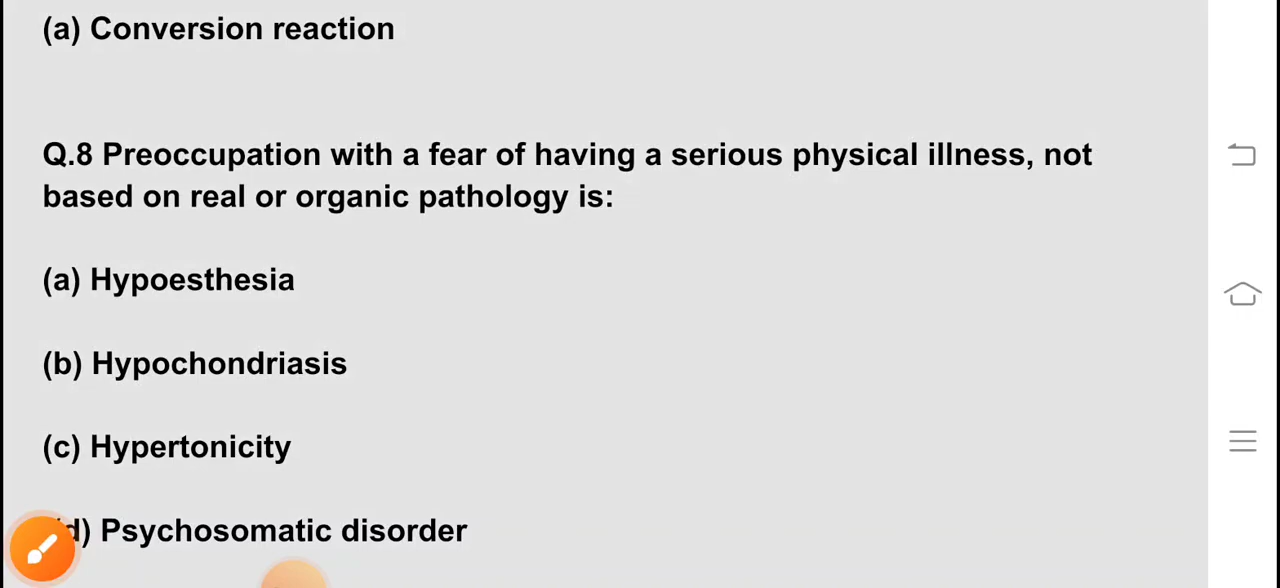 (a) Conversion reaction
Q.8 Preoccupation with a fear of having a serious physical illness, not
based on real or organic pathology is:
(a) Hypoesthesia
(b) Hypochondriasis
(c) Hypertonicity
d) Psychosomatic disorder